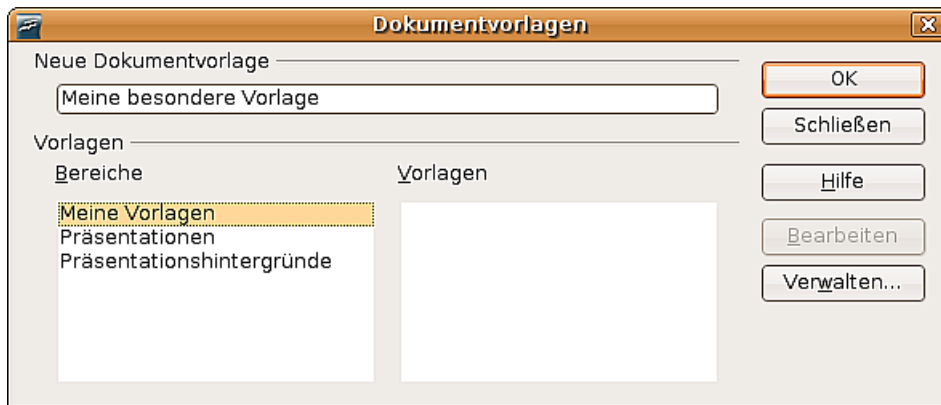 Dokumentvorlagen
Neue Dokumentvorlage
Meine besondere Vorlage
Vorlagen
Bereiche
Vorlagen
Meine Vorlagen
Präsentationen
Präsentationshintergründe
OK
Schließen
Hilfe
Bearbeiten
Verwalten...